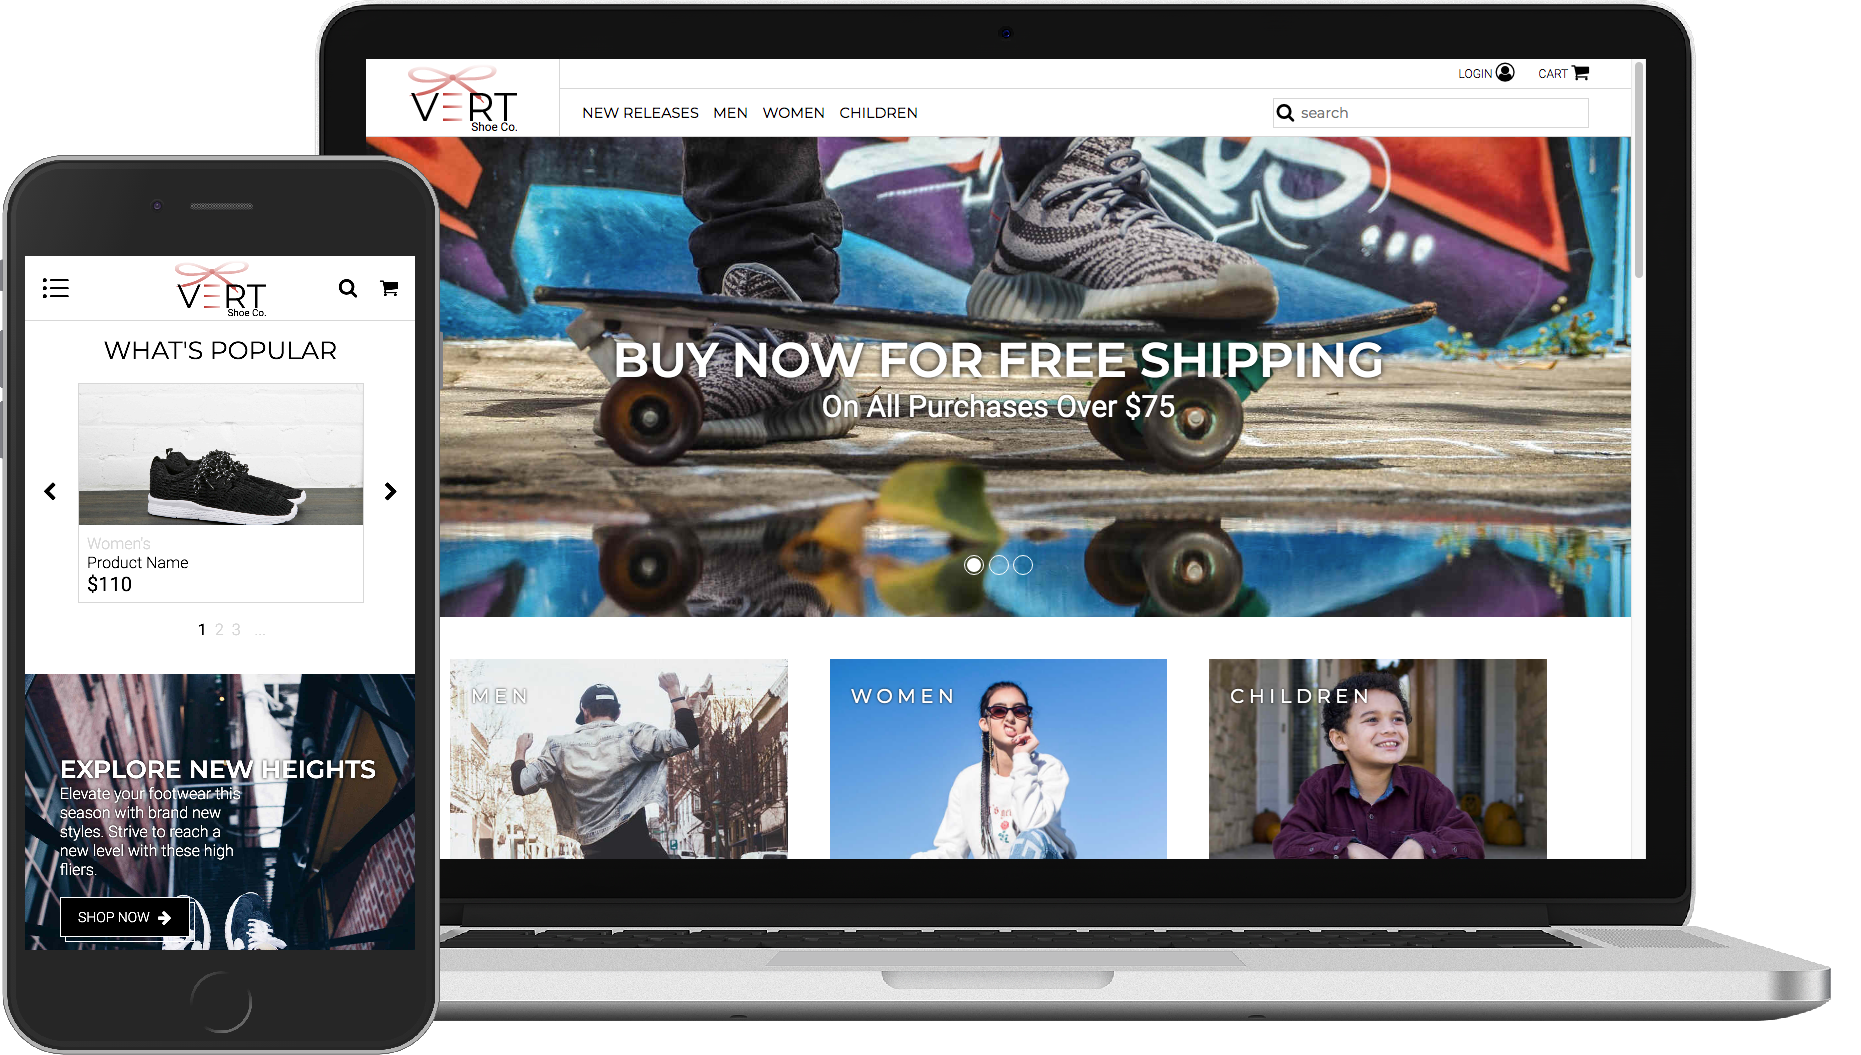 VERT
Shoe Co.
LOGIN
CART
NEW RELEASES MEN WOMEN CHILDREN
search
BUY NOW FOR FREE SHIPPING
On All Purchases Over $75
MEN
WOMEN
CHILDREN
VERT
Shoe Co.
WHAT'S POPULAR
Women's
Product Name
$110
1 2 3 ...
EXPLORE NEW HEIGHTS
Elevate your footwear this
season with brand new
styles. Strive to reach a
new level with these high
fliers.
SHOP NOW